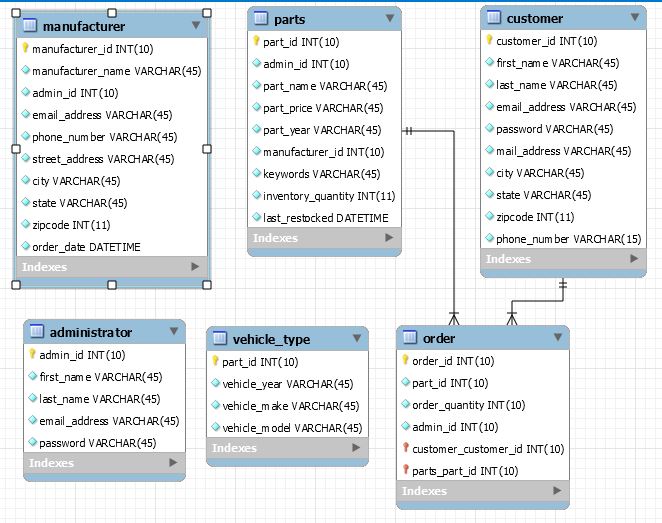 manufacturer
manufacturer_id INT(10)
manufacturer_name VARCHAR(45)
admin_id INT(10)
email_address VARCHAR(45)
phone_number VARCHAR(45)
street_address VARCHAR(45)
city VARCHAR(45)
state VARCHAR(45)
zipcode INT(11)
order_date DATETIME
Indexes
parts
part_id INT(10)
admin_id INT(10)
part_name VARCHAR(45)
part_price VARCHAR(45)
part_year VARCHAR(45)
manufacturer_id INT(10)
keywords VARCHAR(45)
inventory_quantity INT(11)
last_restocked DATETIME
Indexes
customer
customer_id INT(10)
first_name VARCHAR(45)
last_name VARCHAR(45)
email_address VARCHAR(45)
password VARCHAR(45)
mail_address VARCHAR(45)
city VARCHAR(45)
state VARCHAR(45)
zipcode INT(11)
phone_number VARCHAR(15)
Indexes
administrator
admin_id INT(10)
first_name VARCHAR(45)
last_name VARCHAR(45)
email_address VARCHAR(45)
password VARCHAR(45)
Indexes
vehicle_type
part_id INT(10)
vehicle_year VARCHAR(45)
vehicle_make VARCHAR(45)
vehicle_model VARCHAR(45)
Indexes
order
order_id INT(10)
part_id INT(10)
order_quantity INT(10)
admin_id INT(10)
customer_customer_id INT(10)
parts_part_id INT(10)
Indexes